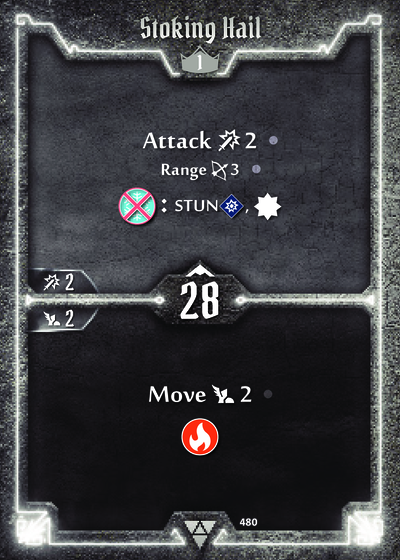 Stoking Hail
1
Attack 2
Range 3
: STUN ,
2
28
2
Move 2
480